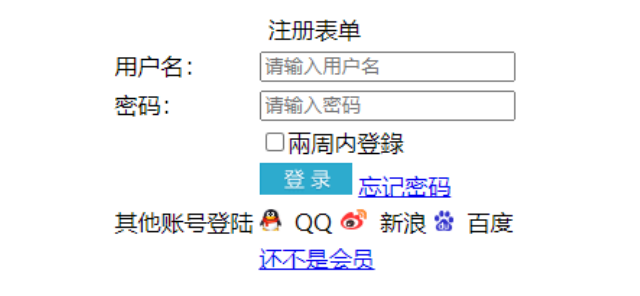 注册表单
用户名：
请输入用户名
密码：
请输入密码
兩周内登錄
登 录 忘记密码
其他账号登陆 QQ 新浪 百度
还不是会员